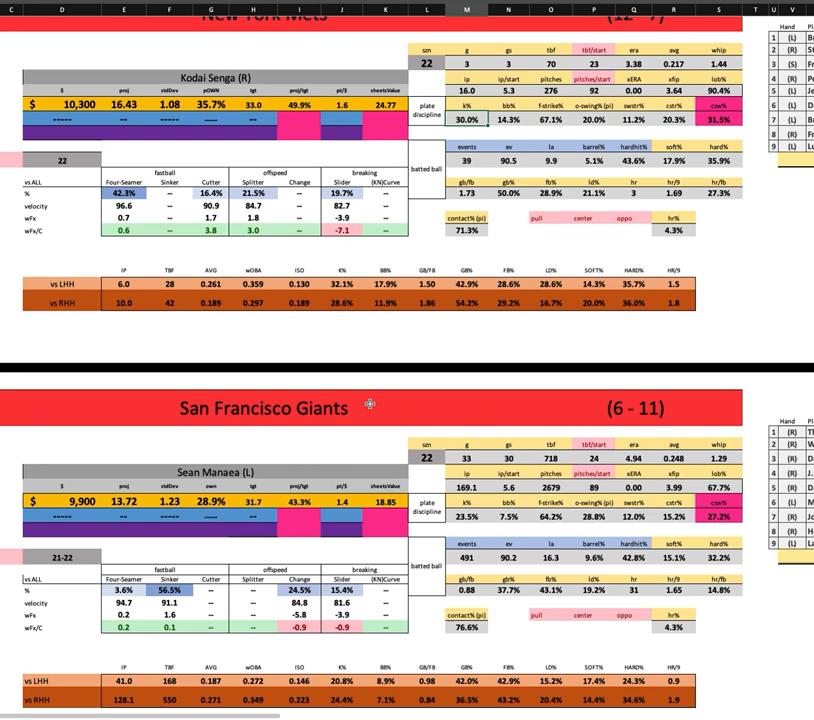 C D E F G H I J K L M N O P Q R S T U V W
New York Mets (12 - 7)
Hand Pl
szn g gs tbf tbf/start era avg whip
22 3 3 70 23 3.38 0.217 1.44
1 (L) B
2 (R) St
3 (S) Fr
4 (R) Pe
5 (L) Je
6 (L) D
7 (L) B
8 (R) Fr
9 (L) Lu
Kodai Senga (R)
ip ip/start pitches pitches/start xERA xfip lob%
16.0 5.3 276 92 0.00 3.64 90.4%
$ proj stdDev pOWN tgt proj/tgt pt/$ sheetsValue
$ 10,300 16.43 1.08 35.7% 33.0 49.9% 1.6 24.77
plate discipline
k% bb% f-strike% o-swing% (pi) swstr% cstr% csw%
30.0% 14.3% 67.1% 20.0% 11.2% 20.3% 31.5%
----- -- --- ---- --- --
22
batted ball
events ev la barrel% hardhit% soft% hard%
39 90.5 9.9 5.1% 43.6% 17.9% 35.9%
fastball offspeed breaking
vs ALL Four-Seamer Sinker Cutter Splitter Change Slider (KN)Curve
% 42.3% -- 16.4% 21.5% -- 19.7% --
velocity 96.6 -- 90.9 84.7 -- 82.7 --
wFx 0.7 -- 1.7 1.8 -- -3.9 --
wFx/C 0.6 -- 3.8 3.0 -- -7.1 --
gb/fb gb% fb% ld% hr hr/9 hr/fb
1.73 50.0% 28.9% 21.1% 3 1.69 27.3%
contact% (pi) pull center oppo hr%
71.3% 4.3%
IP TBF AVG wOBA ISO K% BB% GB/FB GB% FB% LD% SOFT% HARD% HR/9
vs LHH 6.0 28 0.261 0.359 0.130 32.1% 17.9% 1.50 42.9% 28.6% 28.6% 14.3% 35.7% 1.5
vs RHH 10.0 42 0.189 0.297 0.189 28.6% 11.9% 1.86 54.2% 29.2% 16.7% 20.0% 36.0% 1.8
San Francisco Giants (6 - 11)
Hand Pl
szn g gs tbf tbf/start era avg whip
22 33 30 718 24 4.94 0.248 1.29
1 (R) Tl
2 (R) W
3 (R) D
4 (R) J.
5 (R) D
6 (L) M
7 (R) Jo
8 (R) H
9 (L) La
Sean Manaea (L)
ip ip/start pitches pitches/start xERA xfip lob%
169.1 5.6 2679 89 0.00 3.99 67.7%
$ proj stdDev own tgt proj/tgt pt/$ sheetsValue
$ 9,900 13.72 1.23 28.9% 31.7 43.3% 1.4 18.85
plate discipline
k% bb% f-strike% o-swing% (pi) swstr% cstr% csw%
23.5% 7.5% 64.2% 28.8% 12.0% 15.2% 27.2%
----- -- --- ---- --- --
21-22
batted ball
events ev la barrel% hardhit% soft% hard%
491 90.2 16.3 9.6% 42.8% 15.1% 32.2%
fastball offspeed breaking
vs ALL Four-Seamer Sinker Cutter Splitter Change Slider (KN)Curve
% 3.6% 56.5% -- -- 24.5% 15.4% --
velocity 94.7 91.1 -- -- 84.8 81.6 --
wFx 0.2 1.6 -- -- -5.8 -3.9 --
wFx/C 0.2 0.1 -- -- -0.9 -0.9 --
gb/fb gb% fb% ld% hr hr/9 hr/fb
0.88 37.7% 43.1% 19.2% 31 1.65 14.8%
contact% (pi) pull center oppo hr%
76.6% 4.3%
IP TBF AVG wOBA ISO K% BB% GB/FB GB% FB% LD% SOFT% HARD% HR/9
vs LHH 41.0 168 0.187 0.272 0.146 20.8% 8.9% 0.98 42.0% 42.9% 15.2% 17.4% 24.3% 0.9
vs RHH 128.1 550 0.271 0.349 0.223 24.4% 7.1% 0.84 36.5% 43.2% 20.4% 14.4% 34.6% 1.9